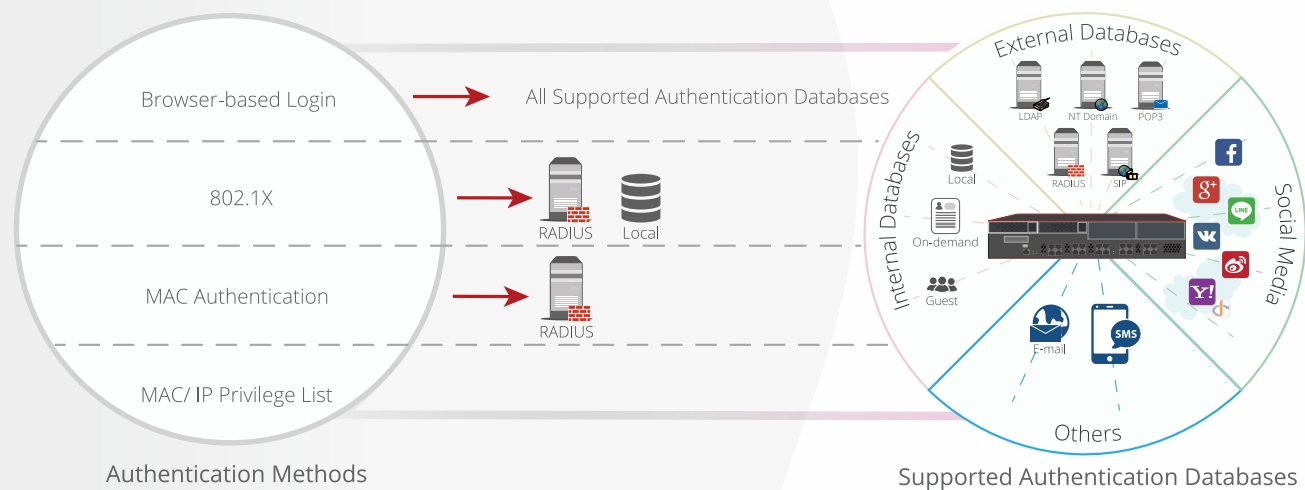 Browser-based Login
All Supported Authentication Databases
802.1X
RADIUS
Local
MAC Authentication
RADIUS
MAC/ IP Privilege List
Authentication Methods
External Databases
LDAP
NT Domain
POP3
RADIUS
SIP
Internal Databases
Local
On-demand
Guest
Social Media
f
g+
LINE
Y!
E-mail
SMS
Others
Supported Authentication Databases